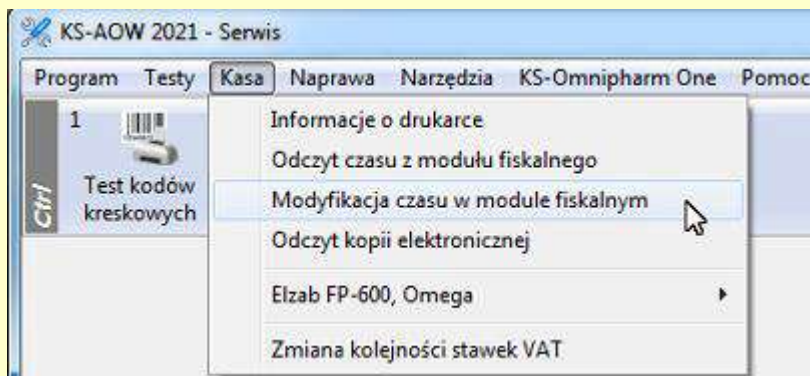 KS-AOW 2021 - Serwis
Program Testy Kasa Naprawa Narzędzia KS-Omnipharm One Pomoc
1
Ctrl
Test kodów
kreskowych
Informacje o drukarce
Odczyt czasu z modułu fiskalnego
Modyfikacja czasu w module fiskalnym
Odczyt kopii elektronicznej
Elzab FP-600, Omega
Zmiana kolejności stawek VAT